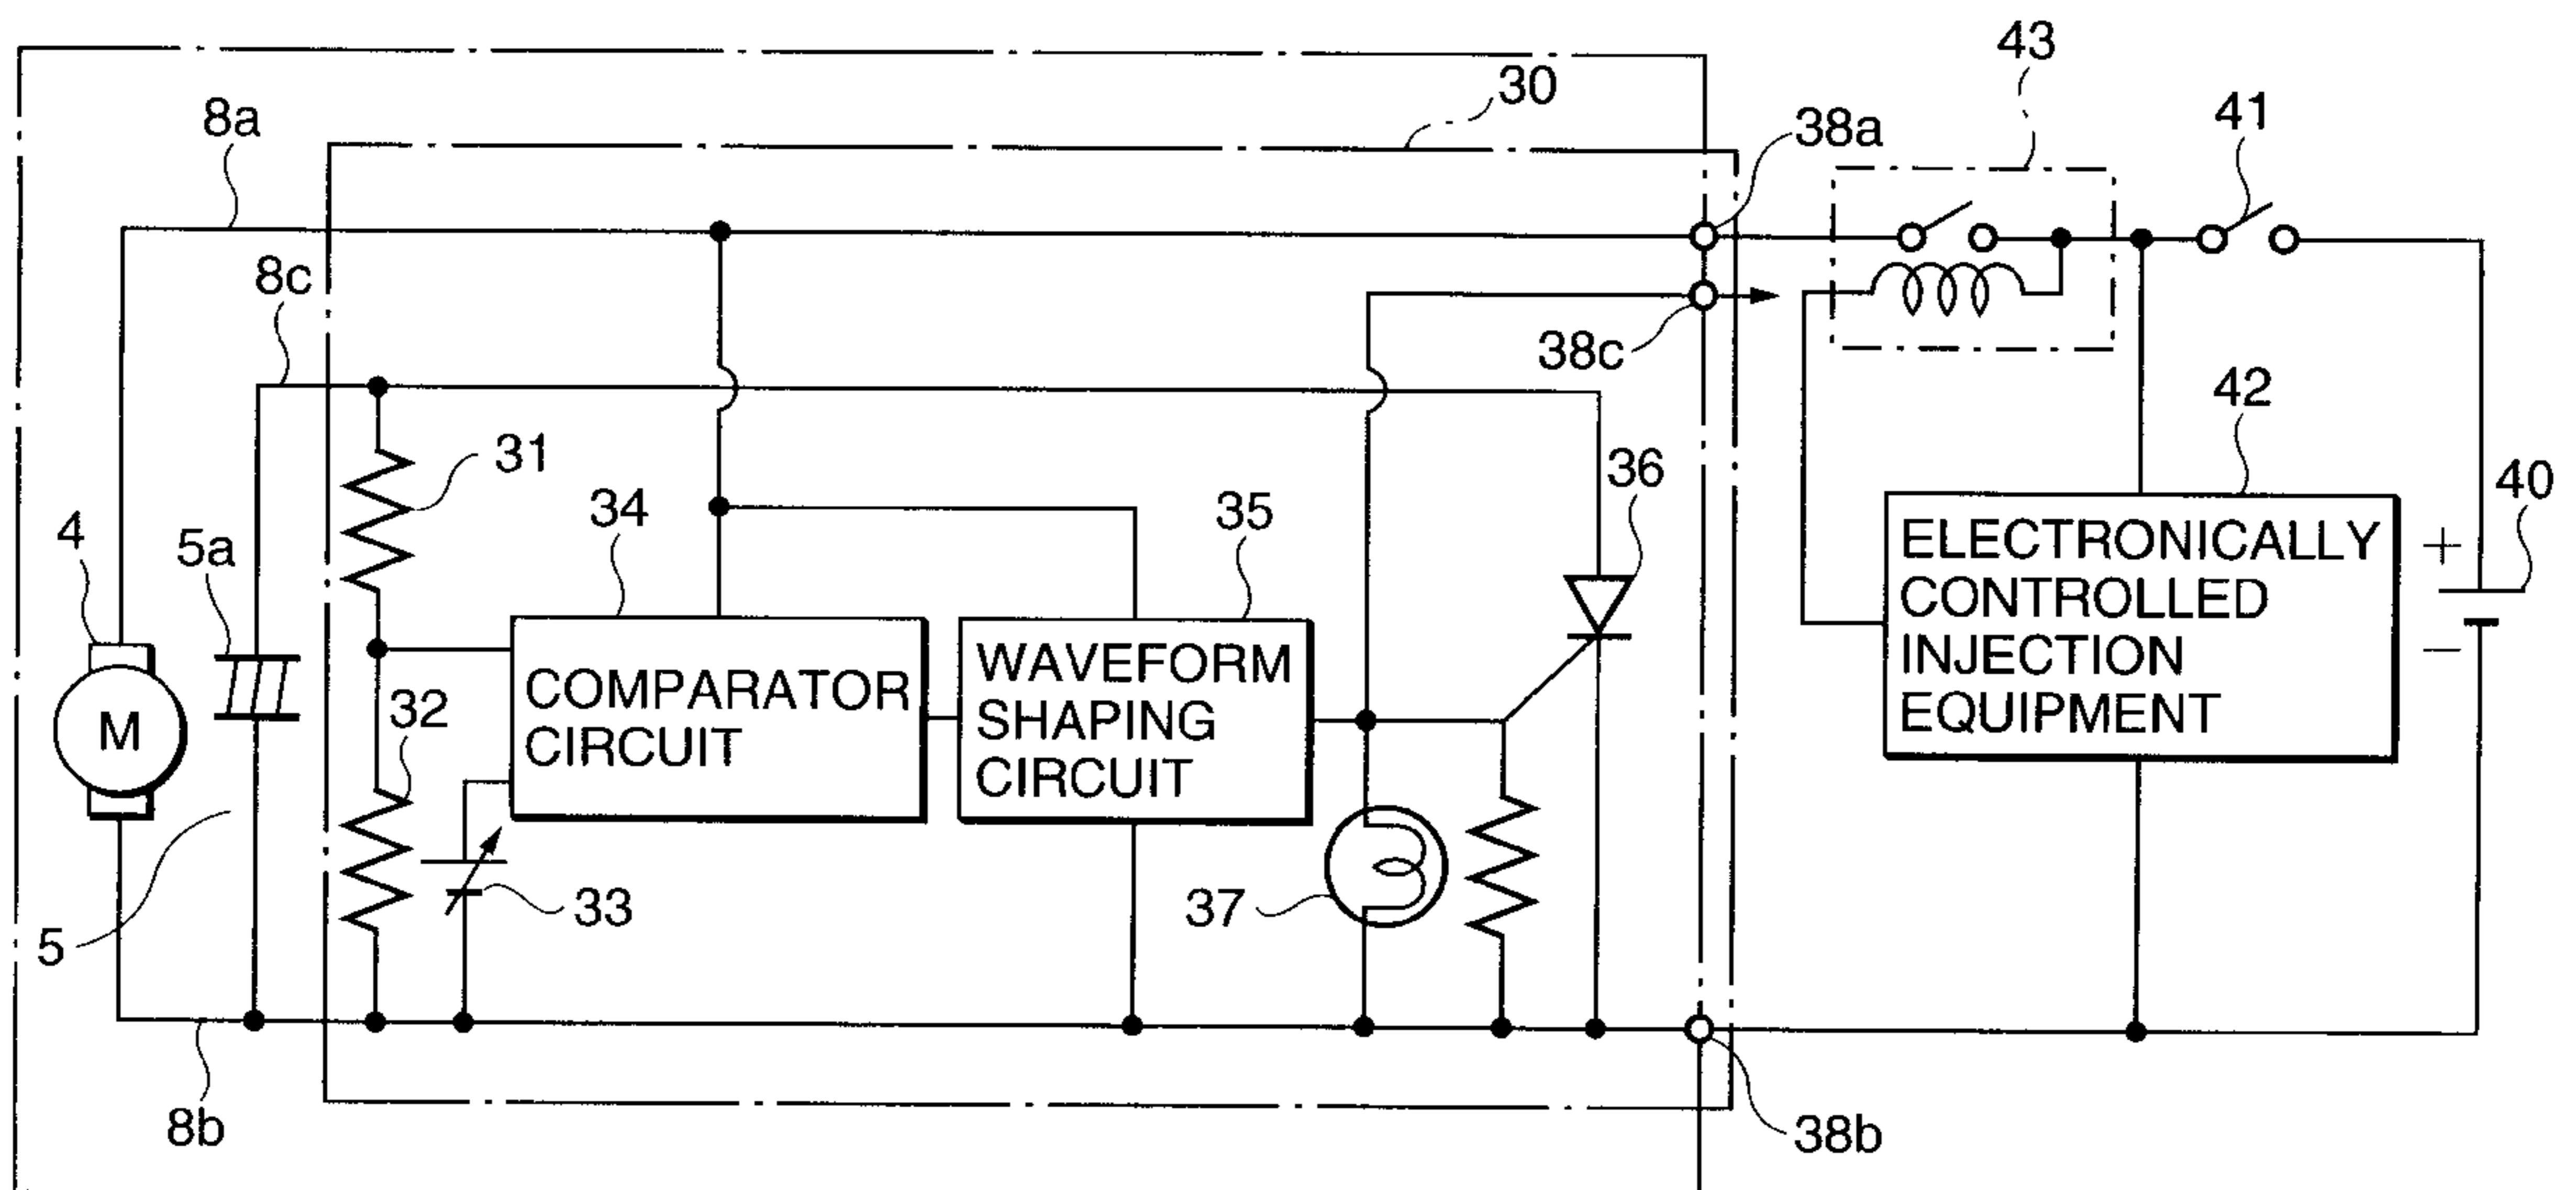 43
30
41
8a
38a
8c
38c
42
31
36
40
34
35
4
5a
ELECTRONICALLY
CONTROLLED
INJECTION
EQUIPMENT
+
−
M
COMPARATOR
CIRCUIT
WAVEFORM
SHAPING
CIRCUIT
32
33
37
5
8b
38b